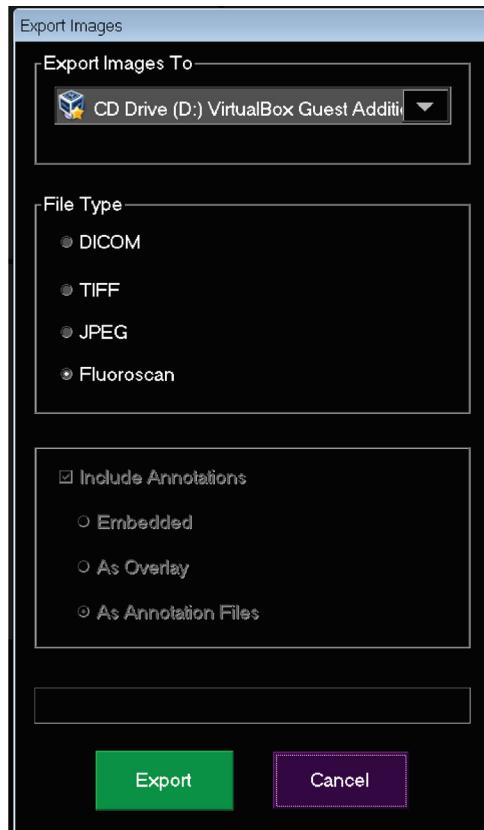 Export Images
Export Images To
CD Drive (D:) VirtualBox Guest Additi
File Type
DICOM
TIFF
JPEG
Fluoroscan
Include Annotations
Embedded
As Overlay
As Annotation Files
Export
Cancel